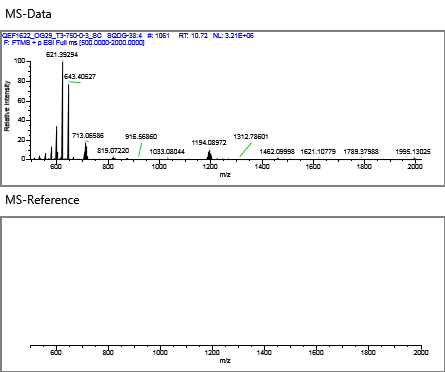 MS-Data
QEF1622_OG29_T3-750-0-3_BC SQDG-38:4 #: 1061 RT: 10.72 NL: 3.21E+06
F: FTMS + p ESI Full ms [500.0000-2000.0000]
621.39294
643.40527
713.06586
819.07220
916.56860
1033.08044
1194.08972
1312.78601
1462.09998
1621.10779
1789.37988
1995.13025
Relative Intensity
100
80
60
40
20
0
600 800 1000 1200 1400 1600 1800 2000
m/z
MS-Reference
600 800 1000 1200 1400 1600 1800 2000
m/z